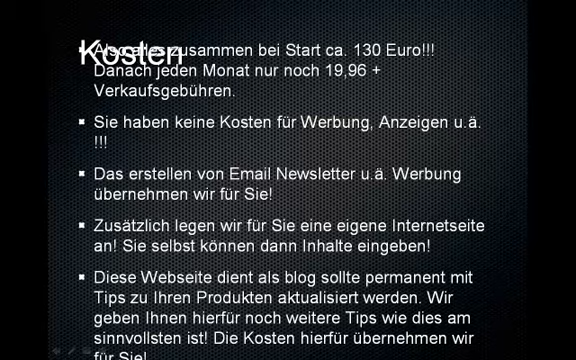 Kosten
Also alles zusammen bei Start ca. 130 Euro!!!
Danach jeden Monat nur noch 19,96 +
Verkaufsgebühren.
Sie haben keine Kosten für Werbung, Anzeigen u.ä.
!!!
Das erstellen von Email Newsletter u.ä. Werbung
übernehmen wir für Sie!
Zusätzlich legen wir für Sie eine eigene Internetseite
an! Sie selbst können dann Inhalte eingeben!
Diese Webseite dient als blog sollte permanent mit
Tips zu Ihren Produkten aktualisiert werden. Wir
geben Ihnen hierfür noch weitere Tips wie dies am
sinnvollsten ist! Die Kosten hierfür übernehmen wir
für Sie!